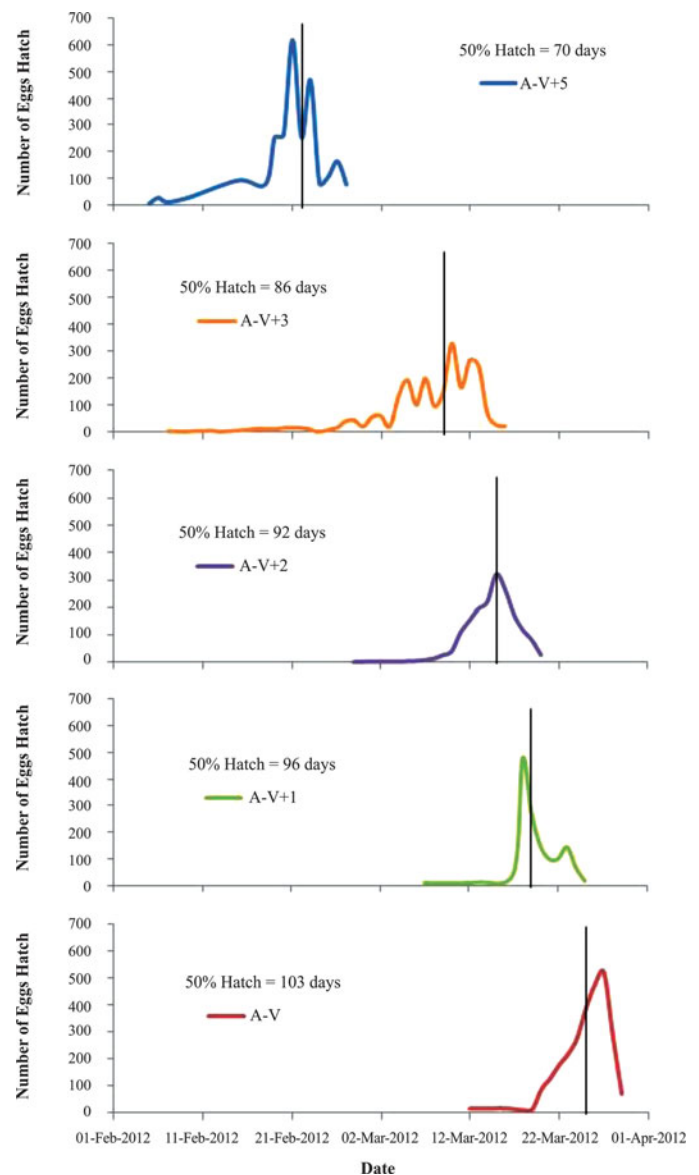 Number of Eggs Hatch
700
600
500
400
300
200
100
0
50% Hatch = 70 days
A-V+5
Number of Eggs Hatch
700
600
500
400
300
200
100
0
50% Hatch = 86 days
A-V+3
Number of Eggs Hatch
700
600
500
400
300
200
100
0
50% Hatch = 92 days
A-V+2
Number of Eggs Hatch
700
600
500
400
300
200
100
0
50% Hatch = 96 days
A-V+1
Number of Eggs Hatch
700
600
500
400
300
200
100
0
50% Hatch = 103 days
A-V
01-Feb-2012 11-Feb-2012 21-Feb-2012 02-Mar-2012 12-Mar-2012 22-Mar-2012 01-Apr-2012
Date